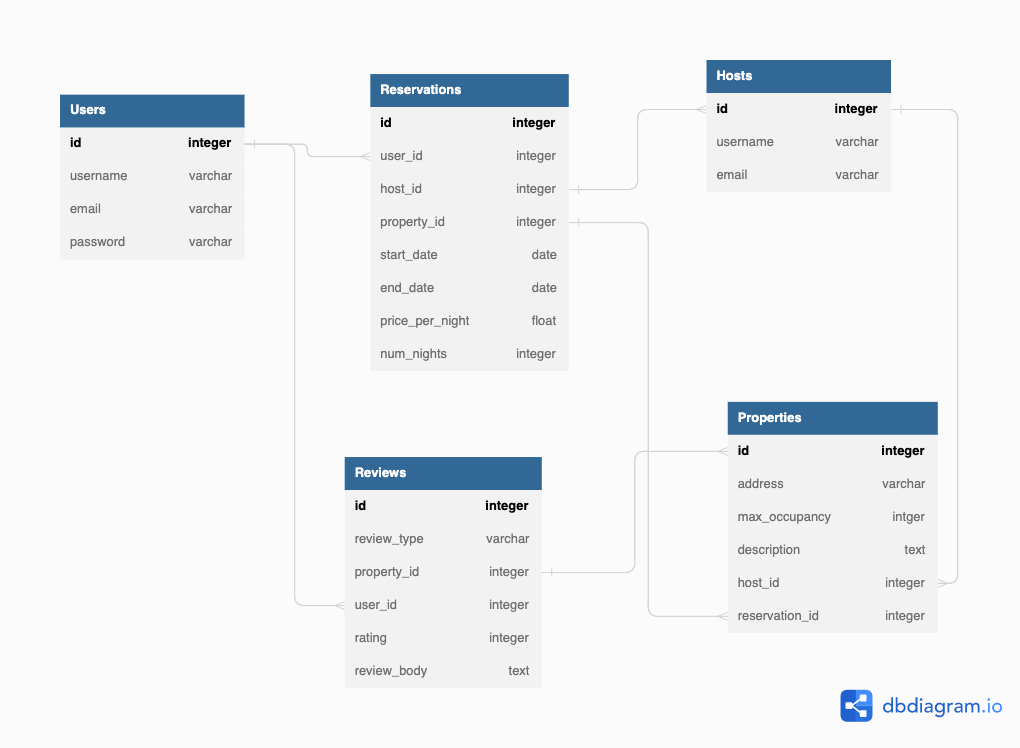 Users
id integer
username varchar
email varchar
password varchar
Reservations
id integer
user_id integer
host_id integer
property_id integer
start_date date
end_date date
price_per_night float
num_nights integer
Hosts
id integer
username varchar
email varchar
Reviews
id integer
review_type varchar
property_id integer
user_id integer
rating integer
review_body text
Properties
id integer
address varchar
max_occupancy intger
description text
host_id integer
reservation_id integer
dbdiagram.io